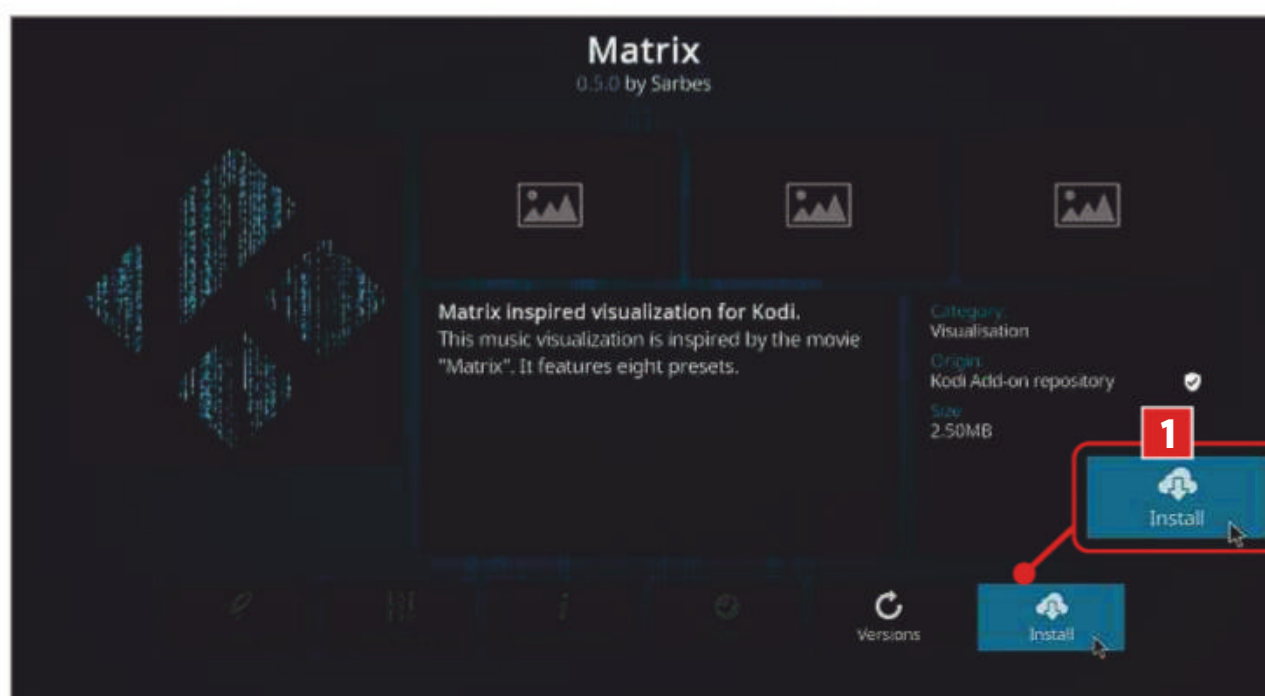 Matrix
0.5.0 by Sarbes
Matrix inspired visualization for Kodi.
This music visualization is inspired by the movie
"Matrix". It features eight presets.
Category:
Visualisation
Origin:
Kodi Add-on repository
Size
2.50MB
1
Install
Versions
Install